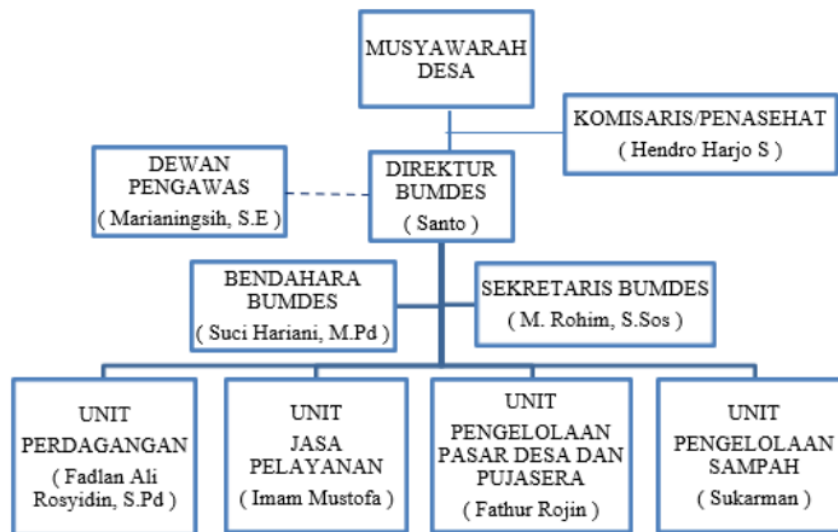 MUSYAWARAH
DESA
KOMISARIS/PENASEHAT
( Hendro Harjo S )
DEWAN
PENGAWAS
( Marianingsih, S.E )
DIREKTUR
BUMDES
( Santo )
BENDAHARA
BUMDES
( Suci Hariani, M.Pd )
SEKRETARIS BUMDES
( M. Rohim, S.Sos )
UNIT
PERDAGANGAN
( Fadlan Ali
Rosyidin, S.Pd )
UNIT
JASA
PELAYANAN
( Imam Mustofa )
UNIT
PENGELOLAAN
PASAR DESA DAN
PUJASERA
( Fathur Rojin )
UNIT
PENGELOLAAN
SAMPAH
( Sukarman )